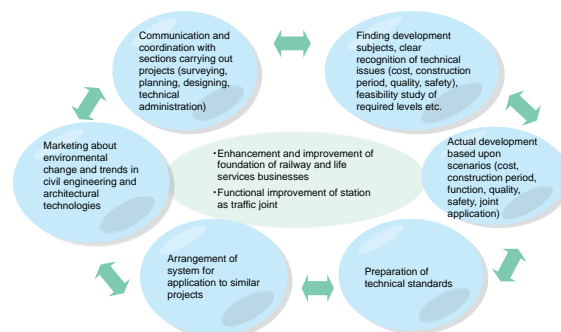 Communication and
coordination with
sections carrying out
projects (surveying,
planning, designing,
technical
administration)
Finding development
subjects, clear
recognition of technical
issues (cost, construction
period, quality, safety),
feasibility study of
required levels etc.
Marketing about
environmental
change and trends in
civil engineering and
architectural
technologies
・Enhancement and improvement of
foundation of railway and life
services businesses
・Functional improvement of station
as traffic joint
Actual development
based upon
scenarios (cost,
construction period,
function, quality,
safety, joint
application)
Arrangement of
system for
application to similar
projects
Preparation of
technical standards